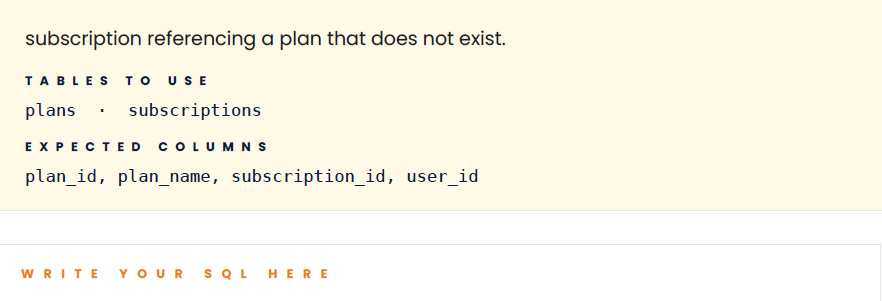 subscription referencing a plan that does not exist.
TABLES TO USE
plans · subscriptions
EXPECTED COLUMNS
plan_id, plan_name, subscription_id, user_id
WRITE YOUR SQL HERE